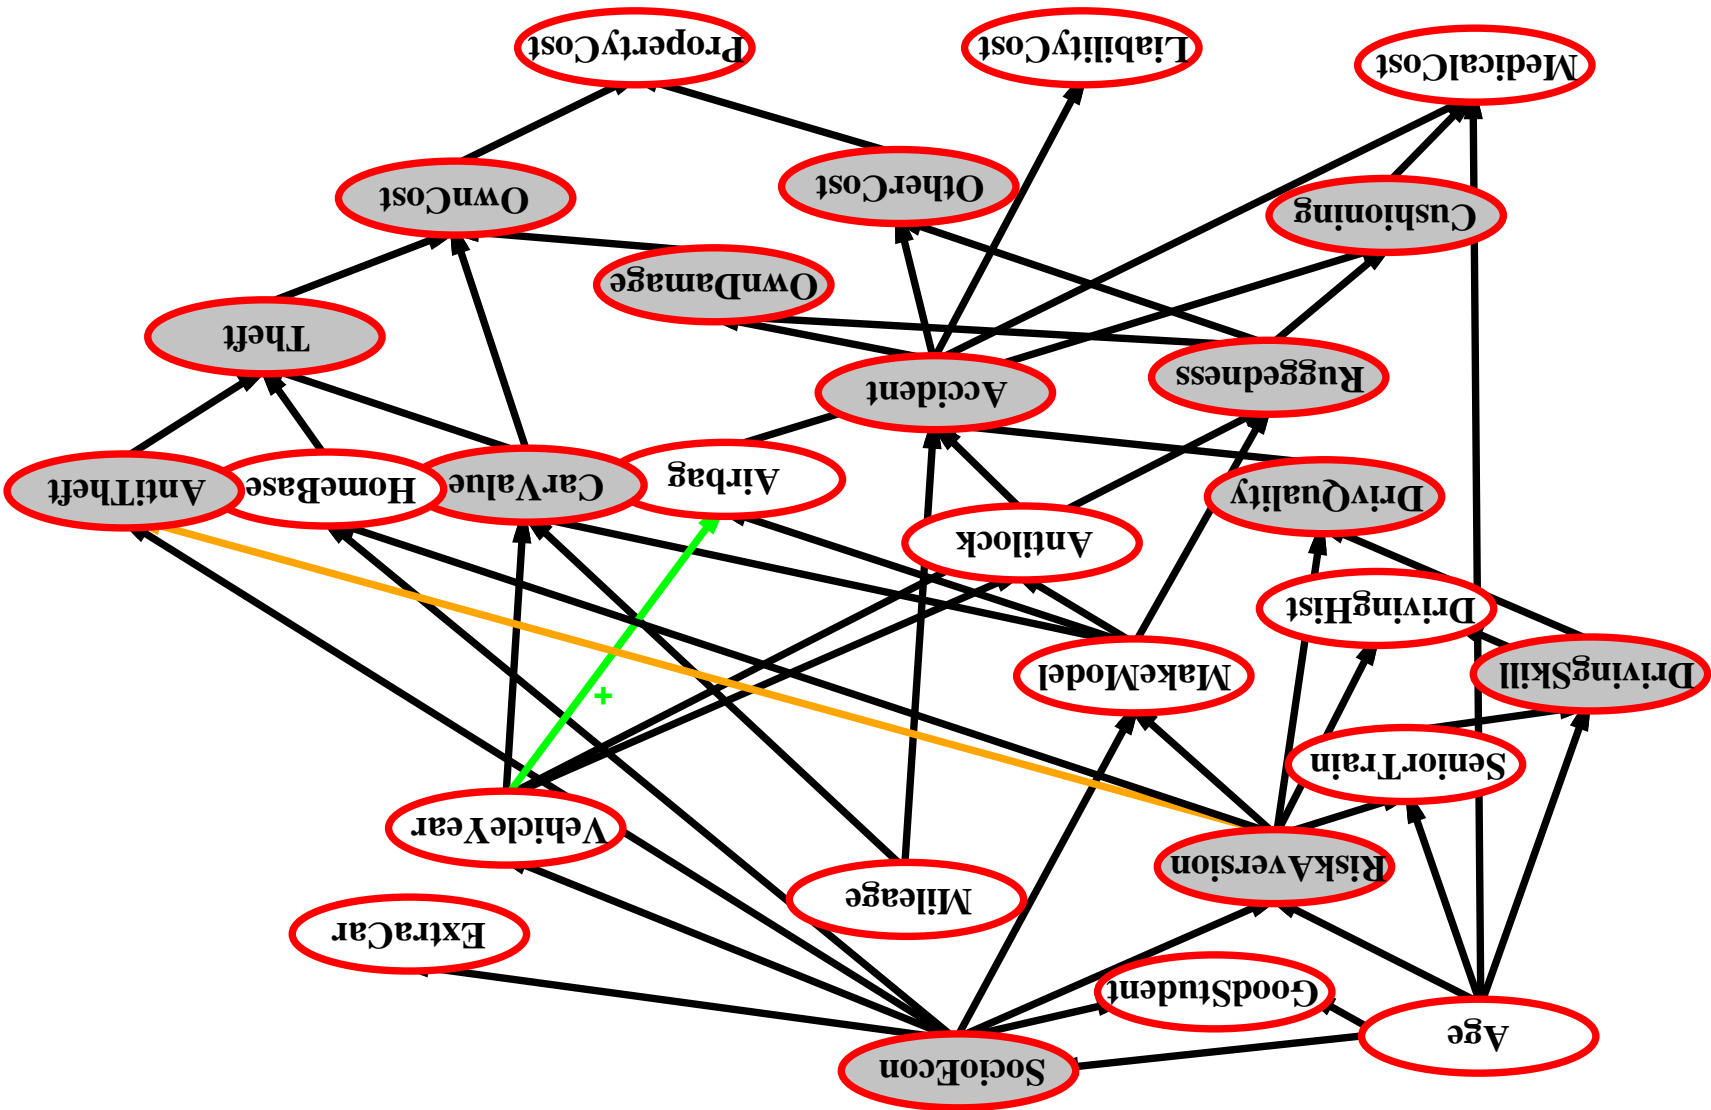 Age
SocioEcon
GoodStudent
ExtraCar
Mileage
RiskAversion
VehicleYear
SeniorTrain
+
DrivingSkill
MakeModel
DrivingHist
Antilock
DrivQuality
Airbag
CarValue
HomeBase
AntiTheft
Accident
Ruggedness
Theft
OwnDamage
Cushioning
OtherCost
OwnCost
MedicalCost
LiabilityCost
PropertyCost